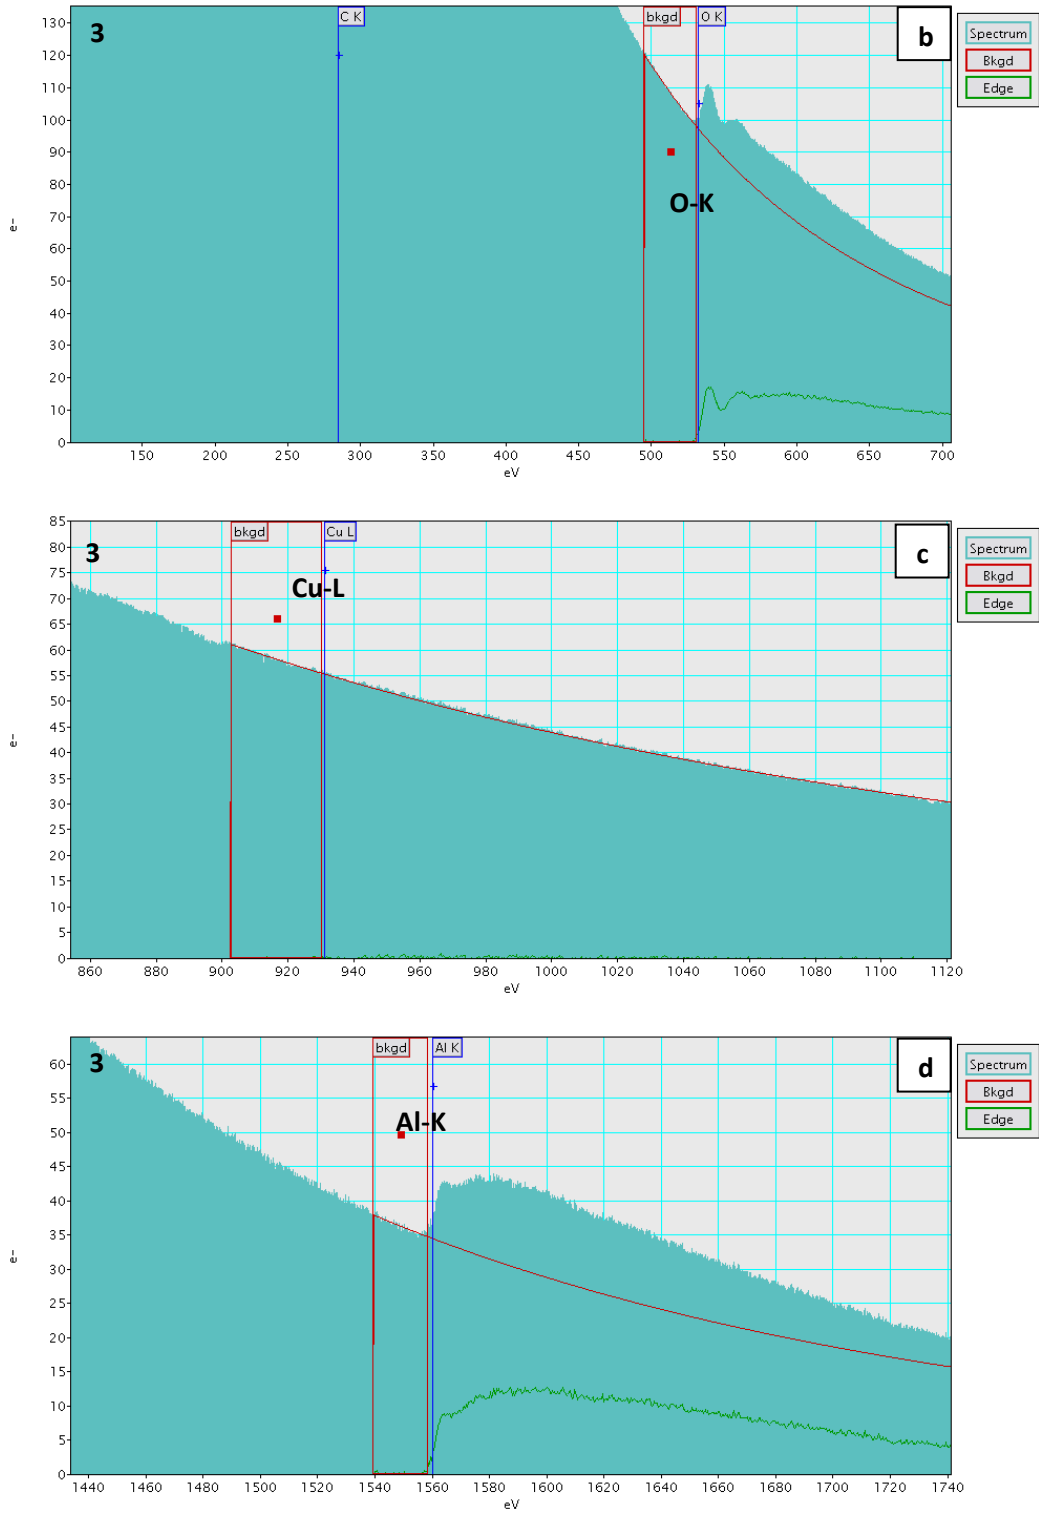 3
b
C K
bkgd
O K
Spectrum
Bkgd
Edge
135
120
110
100
90
80
70
60
50
40
30
20
10
0
e-
O-K
150 200 250 300 350 400 450 500 550 600 650 700
eV
3
c
bkgd
Cu L
Spectrum
Bkgd
Edge
85
80
75
70
65
60
55
50
45
40
35
30
25
20
15
10
5
0
e-
Cu-L
860 880 900 920 940 960 980 1000 1020 1040 1060 1080 1100 1120
eV
3
d
bkgd
Al K
Spectrum
Bkgd
Edge
60
55
50
45
40
35
30
25
20
15
10
5
0
e-
Al-K
1440 1460 1480 1500 1520 1540 1560 1580 1600 1620 1640 1660 1680 1700 1720 1740
eV